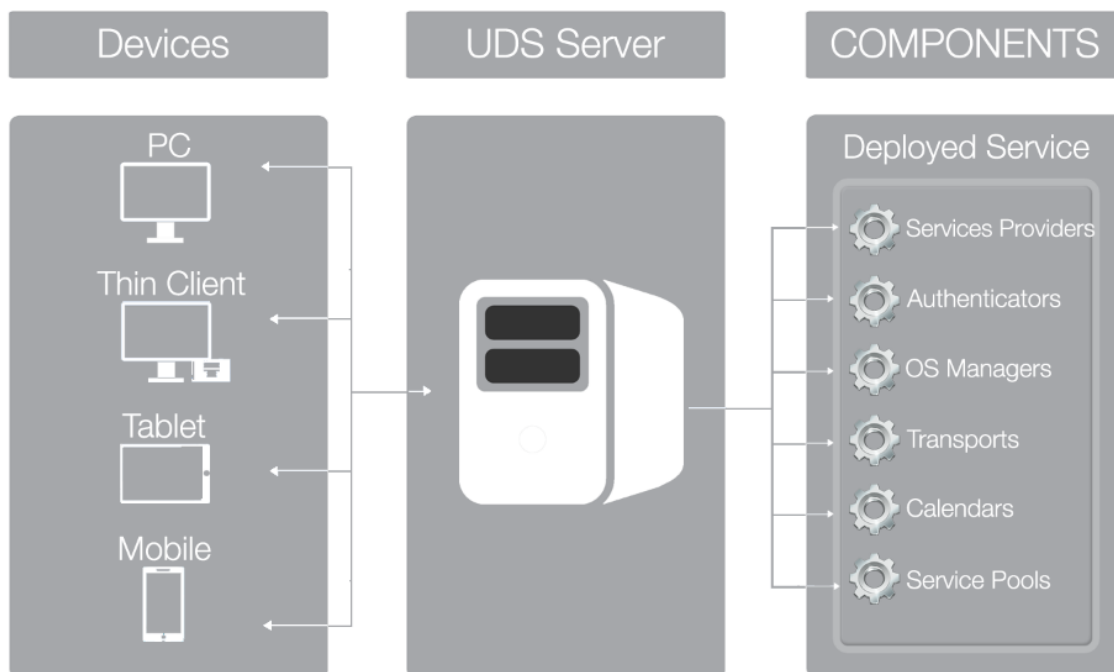 Devices
UDS Server
COMPONENTS
PC
Thin Client
Tablet
Mobile
Deployed Service
Services Providers
Authenticators
OS Managers
Transports
Calendars
Service Pools